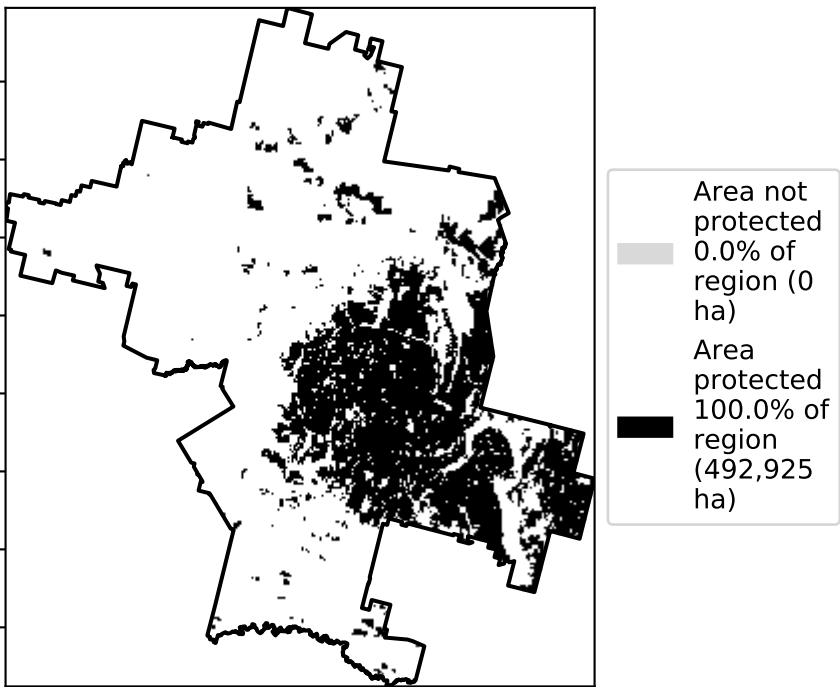 Area not
protected
0.0% of
region (0
ha)
Area
protected
100.0% of
region
(492,925
ha)